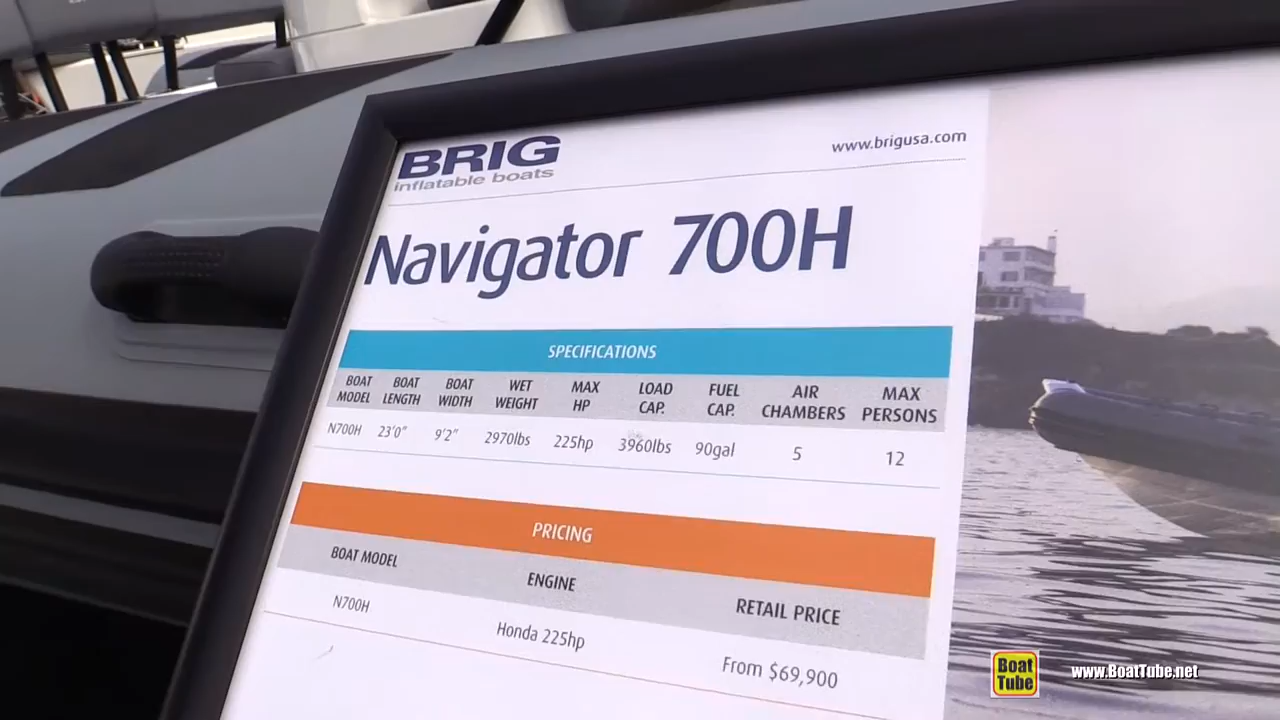 BRIG
inflatable boats
www.brigusa.com
Navigator 700H
SPECIFICATIONS
BOAT MODEL BOAT LENGTH BOAT WIDTH WET WEIGHT MAX HP LOAD CAP. FUEL CAP. AIR CHAMBERS MAX PERSONS
N700H 23'0" 9'2" 2970lbs 225hp 3960lbs 90gal 5 12
PRICING
BOAT MODEL ENGINE RETAIL PRICE
N700H Honda 225hp From $69,900
Boat Tube www.BoatTube.net